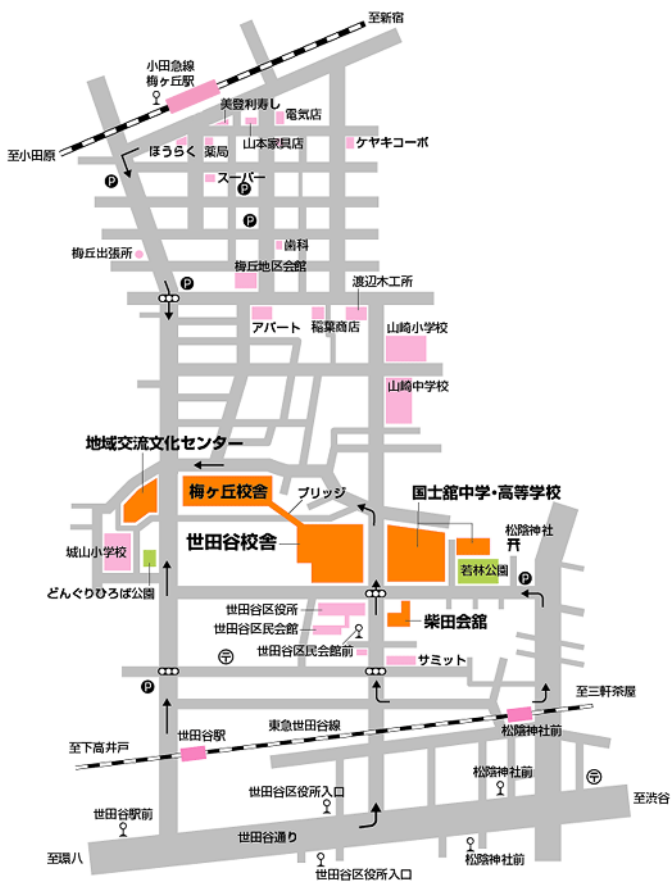 至新宿
小田急線
梅ヶ丘駅
美登利寿し
電気店
至小田原
ほうらく
薬局
山本家具店
ケヤキコーポ
P
スーパー
P
P
歯科
梅丘出張所
梅丘地区会館
P
渡辺木工所
アパート
稲葉商店
山崎小学校
山崎中学校
地域交流文化センター
梅ヶ丘校舎
ブリッジ
国士舘中学・高等学校
世田谷校舎
松陰神社
城山小学校
若林公園
P
どんぐりひろば公園
世田谷区役所
世田谷区民会館
柴田会舘
世田谷区民会館前
サミット
〒
P
至三軒茶屋
東急世田谷線
世田谷駅
松陰神社前
至下高井戸
松陰神社前
〒
世田谷区役所入口
至渋谷
世田谷駅前
世田谷通り
至環八
松陰神社前
世田谷区役所入口